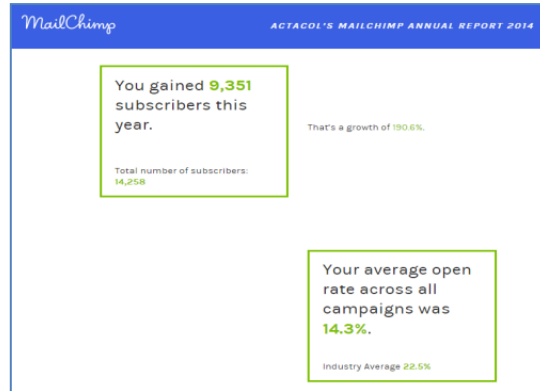 MailChimp
ACTACOL'S MAILCHIMP ANNUAL REPORT 2014
You gained 9,351
subscribers this
year.
That's a growth of 190.6%.
Total number of subscribers:
14,258
Your average open
rate across all
campaigns was
14.3%.
Industry Average 22.5%